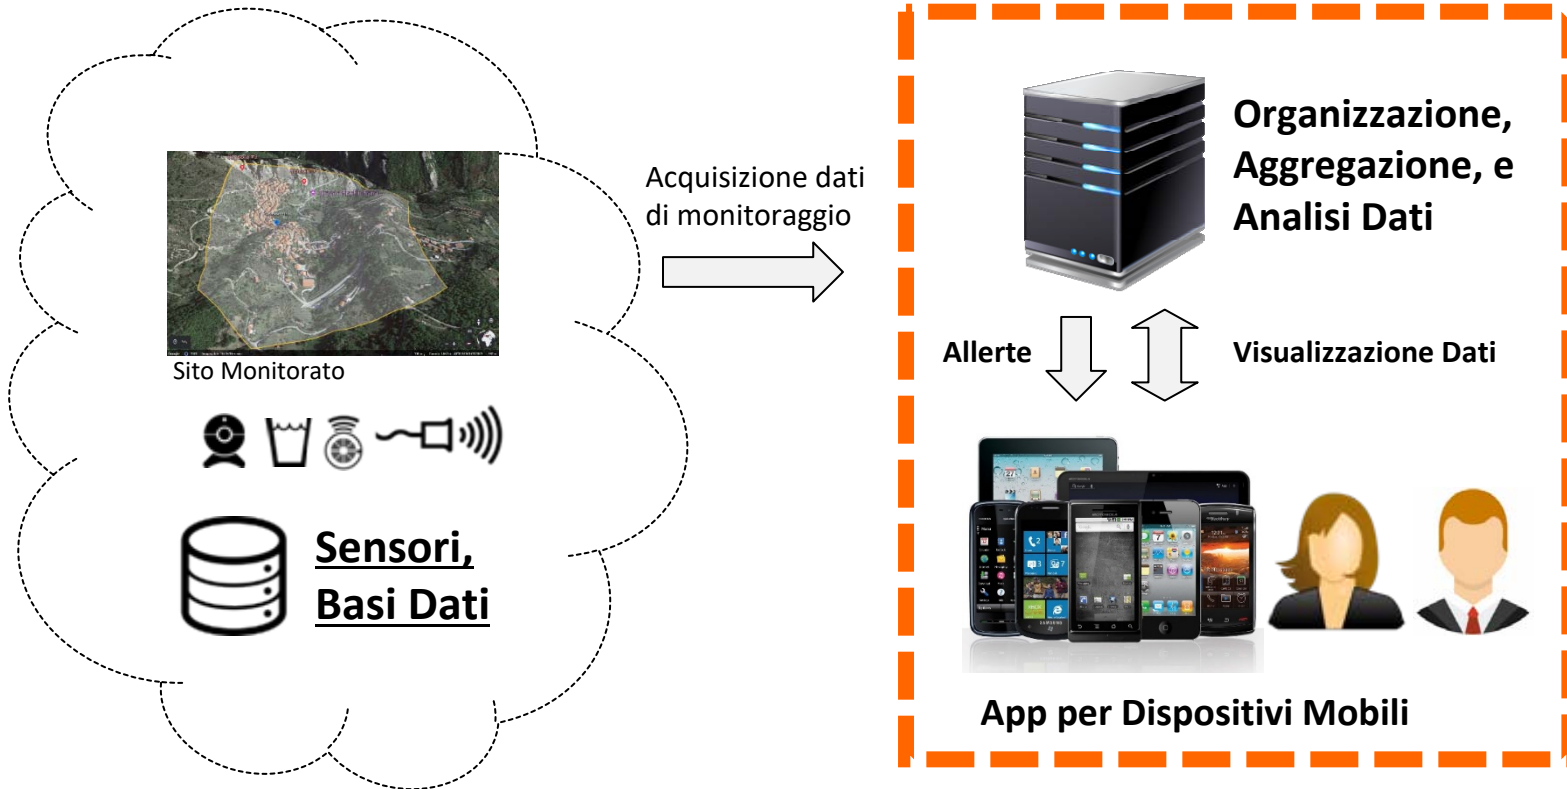 Sito Monitorato
Sensori,
Basi Dati
Acquisizione dati
di monitoraggio
Organizzazione,
Aggregazione, e
Analisi Dati
Allerte
Visualizzazione Dati
App per Dispositivi Mobili